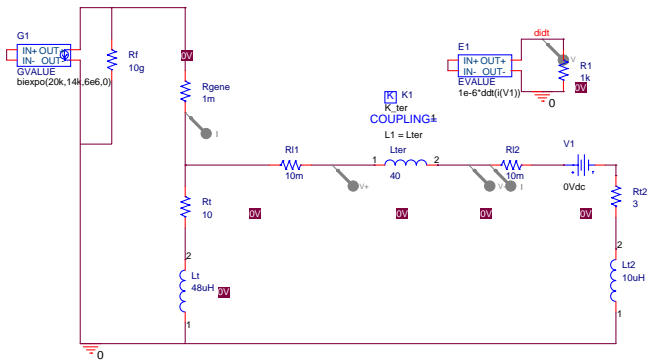 G1
IN+ OUT+
IN- OUT-
GVALUE
biexpo(20k,14k,6e6,0)
Rf
10g
0V
Rgene
1m
I
K K1
K_ter
COUPLING=
L1 = Lter
E1
IN+ OUT+
IN- OUT-
EVALUE
1e-6*ddt(i(V1))
didt
V
R1
1k
0V
0
Rl1
10m
V+
1
Lter
2
40
V-
I
Rl2
10m
V1
0Vdc
Rt
10
0V
0V
0V
Rt2
3
2
Lt
48uH
1
0V
2
Lt2
10uH
1
0